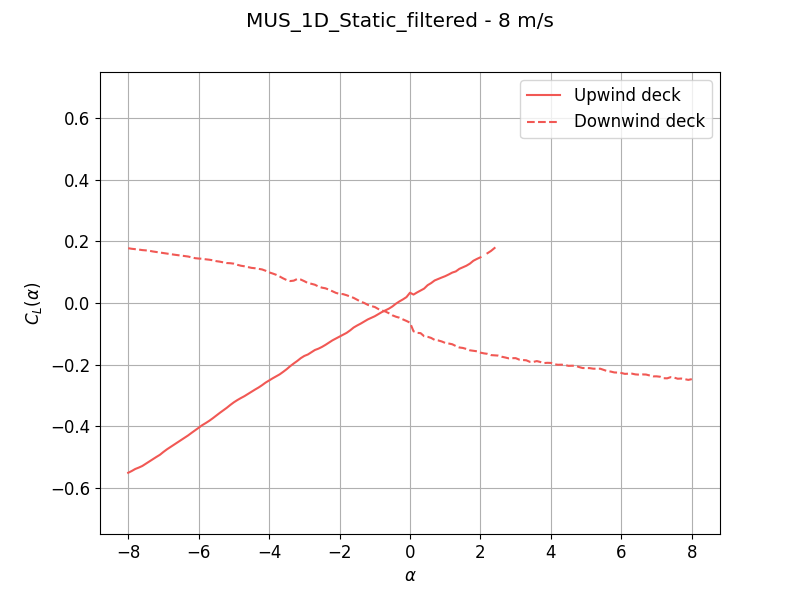 MUS_1D_Static_filtered - 8 m/s
Upwind deck
Downwind deck
0.6
0.4
0.2
0.0
−0.2
−0.4
−0.6
C_L(α)
−8 −6 −4 −2 0 2 4 6 8
α